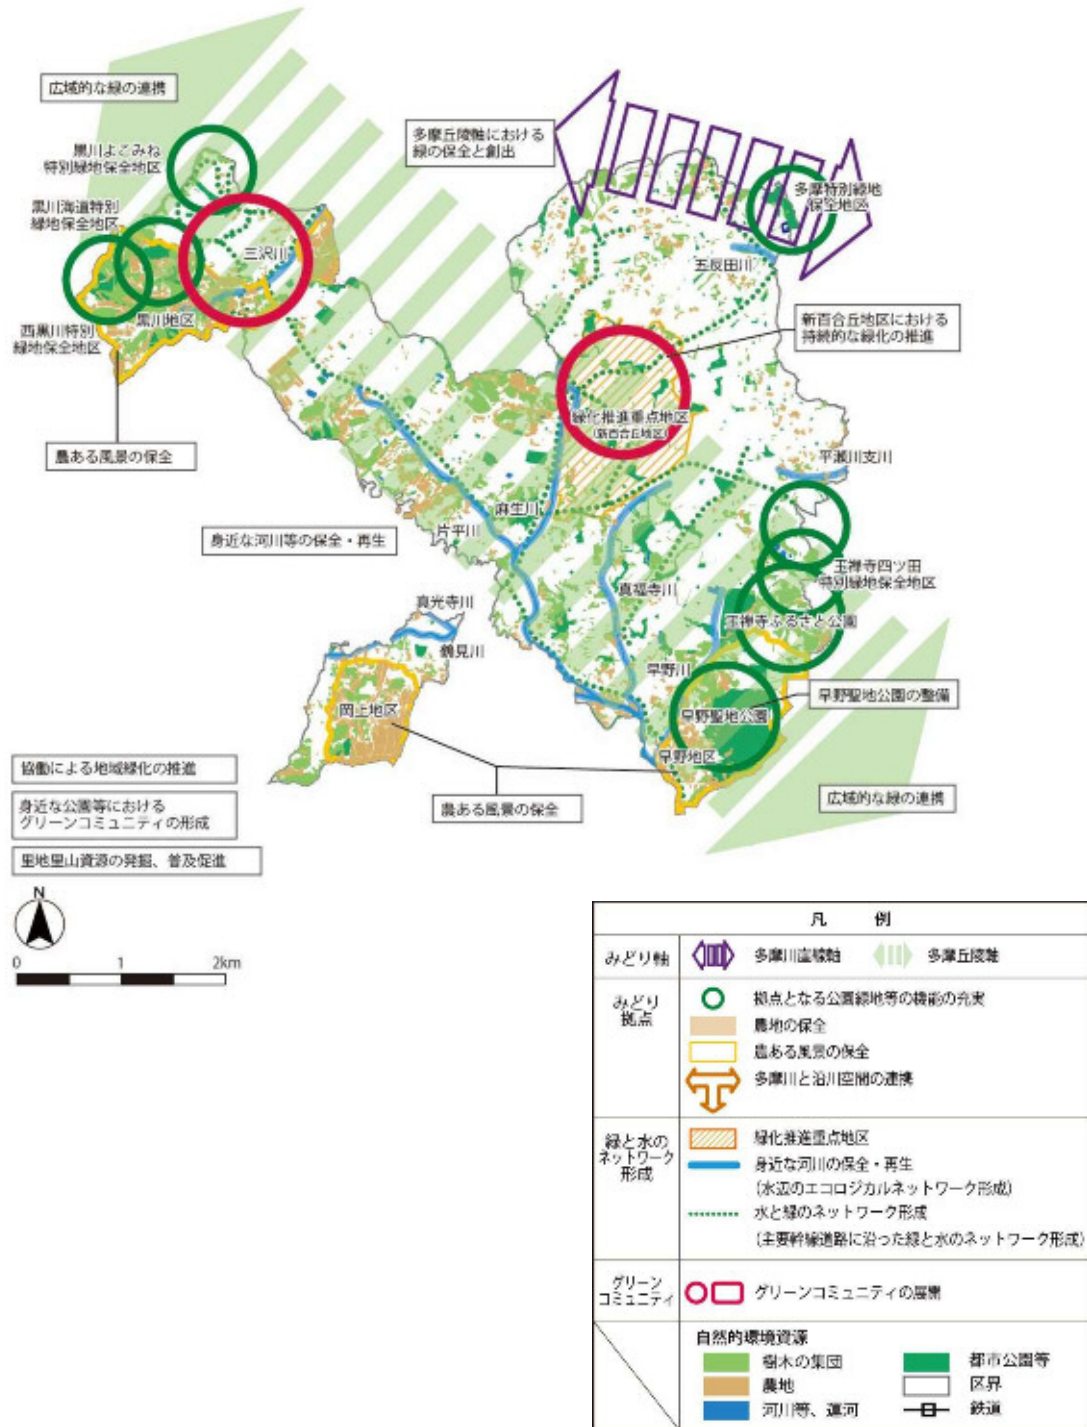 広域的な緑の連携
黒川よこみね
特別緑地保全地区
黒川海道特別
緑地保全地区
三沢川
黒川地区
西黒川特別
緑地保全地区
農ある風景の保全
多摩丘陵軸における
緑の保全と創出
多摩特別緑地
保全地区
五反田川
新百合丘地区における
持続的な緑化の推進
緑化推進重点地区
(新百合丘地区)
平瀬川支川
麻生川
片平川
身近な河川等の保全・再生
王禅寺四ツ田
特別緑地保全地区
真福寺川
王禅寺ふるさと公園
真光寺川
鶴見川
早野川
岡上地区
早野聖地公園
早野聖地公園の整備
早野地区
農ある風景の保全
広域的な緑の連携
協働による地域緑化の推進
身近な公園等における
グリーンコミュニティの形成
里地里山資源の発掘、普及促進
N
0 1 2km
凡 例
みどり軸
多摩川崖線軸 多摩丘陵軸
みどり
拠点
拠点となる公園緑地等の機能の充実
農地の保全
農ある風景の保全
多摩川と沿川空間の連携
緑と水の
ネットワーク
形成
緑化推進重点地区
身近な河川の保全・再生
(水辺のエコロジカルネットワーク形成)
水と緑のネットワーク形成
(主要幹線道路に沿った緑と水のネットワーク形成)
グリーン
コミュニティ
グリーンコミュニティの展開
自然的環境資源
樹木の集団 都市公園等
農地 区界
河川等、運河 鉄道